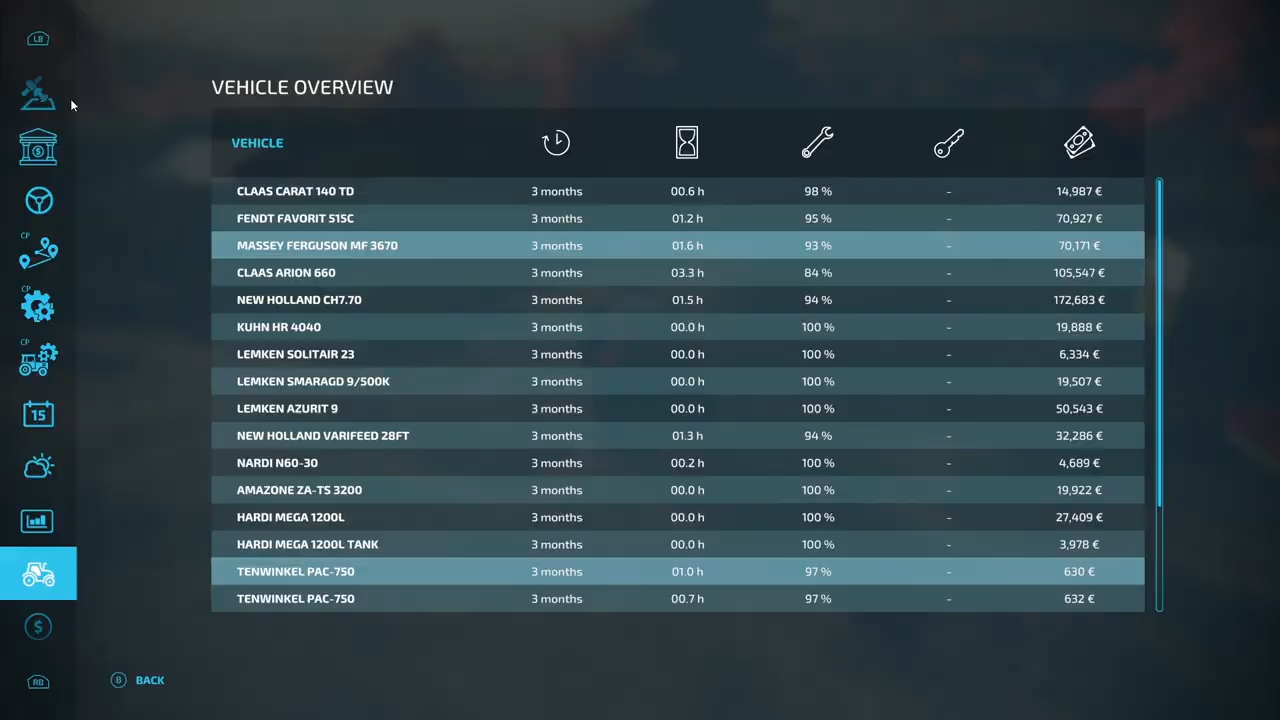 LB
VEHICLE OVERVIEW
VEHICLE
CLAAS CARAT 140 TD 3 months 00.6 h 98 % - 14,987 €
FENDT FAVORIT 515C 3 months 01.2 h 95 % - 70,927 €
MASSEY FERGUSON MF 3670 3 months 01.6 h 93 % - 70,171 €
CLAAS ARION 660 3 months 03.3 h 84 % - 105,547 €
NEW HOLLAND CH7.70 3 months 01.5 h 94 % - 172,683 €
KUHN HR 4040 3 months 00.0 h 100 % - 19,888 €
LEMKEN SOLITAIR 23 3 months 00.0 h 100 % - 6,334 €
LEMKEN SMARAGD 9/500K 3 months 00.0 h 100 % - 19,507 €
LEMKEN AZURIT 9 3 months 00.0 h 100 % - 50,543 €
NEW HOLLAND VARIFEED 28FT 3 months 01.3 h 94 % - 32,286 €
NARDI N60-30 3 months 00.2 h 100 % - 4,689 €
AMAZONE ZA-TS 3200 3 months 00.0 h 100 % - 19,922 €
HARDI MEGA 1200L 3 months 00.0 h 100 % - 27,409 €
HARDI MEGA 1200L TANK 3 months 00.0 h 100 % - 3,978 €
TENWINKEL PAC-750 3 months 01.0 h 97 % - 630 €
TENWINKEL PAC-750 3 months 00.7 h 97 % - 632 €
CP
CP
CP
15
$
RB
B BACK